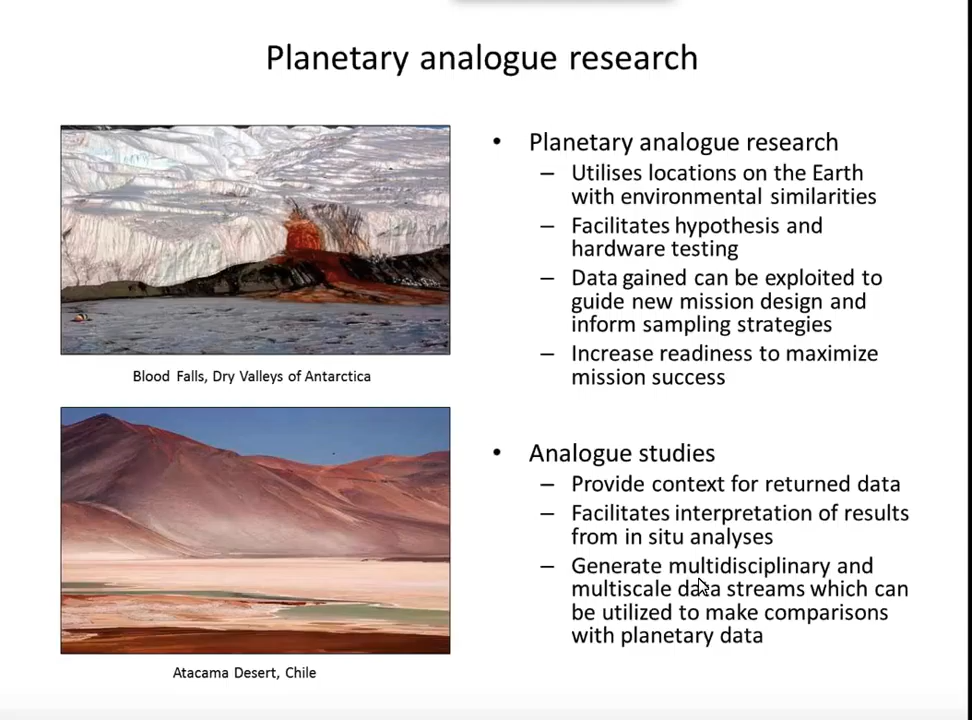 Planetary analogue research
Blood Falls, Dry Valleys of Antarctica
Atacama Desert, Chile
• Planetary analogue research
– Utilises locations on the Earth
with environmental similarities
– Facilitates hypothesis and
hardware testing
– Data gained can be exploited to
guide new mission design and
inform sampling strategies
– Increase readiness to maximize
mission success
• Analogue studies
– Provide context for returned data
– Facilitates interpretation of results
from in situ analyses
– Generate multidisciplinary and
multiscale data streams which can
be utilized to make comparisons
with planetary data